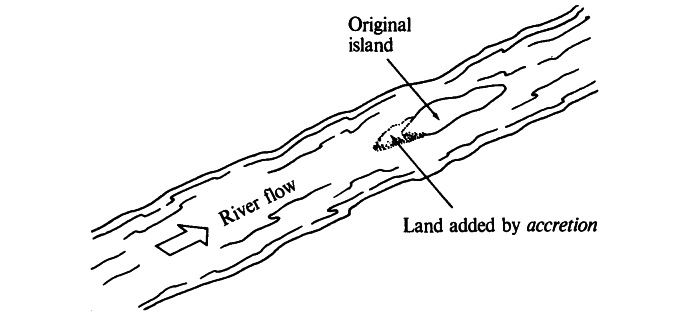 Original
island
River flow
Land added by accretion